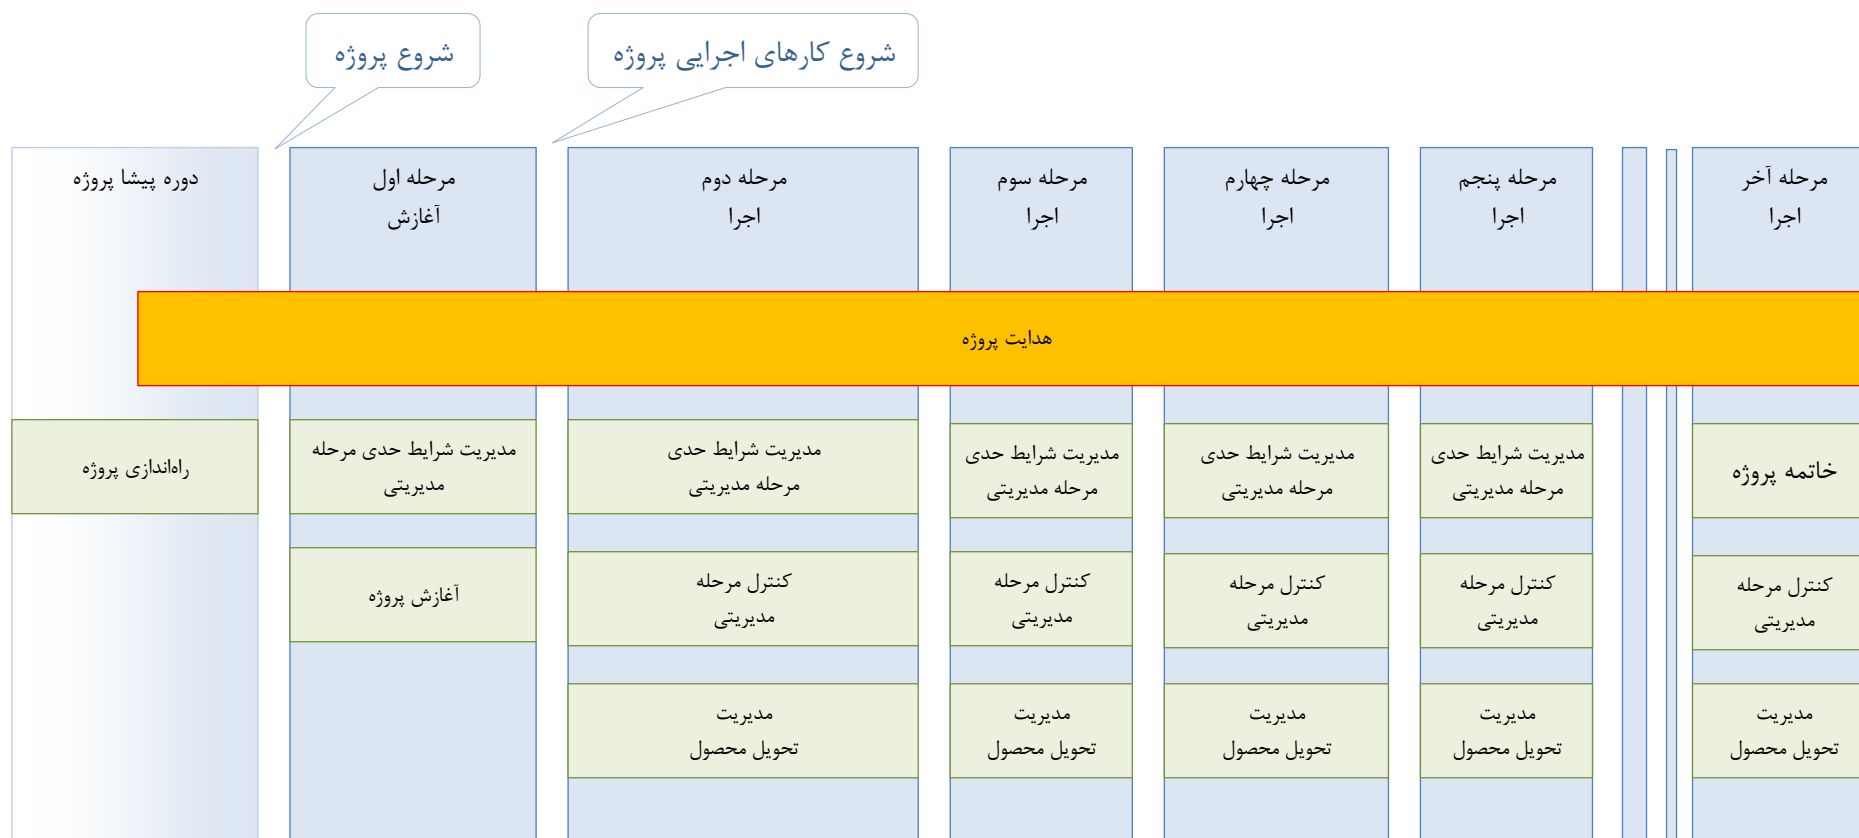 شروع پروژه
شروع کارهای اجرایی پروژه
دوره پیشا پروژه
مرحله اول
آغازش
مرحله دوم
اجرا
مرحله سوم
اجرا
مرحله چهارم
اجرا
مرحله پنجم
اجرا
مرحله آخر
اجرا
هدایت پروژه
راه‌اندازی پروژه
مدیریت شرایط حدی مرحله
مدیریتی
مدیریت شرایط حدی
مرحله مدیریتی
مدیریت شرایط حدی
مرحله مدیریتی
مدیریت شرایط حدی
مرحله مدیریتی
مدیریت شرایط حدی
مرحله مدیریتی
خاتمه پروژه
آغازش پروژه
کنترل مرحله
مدیریتی
کنترل مرحله
مدیریتی
کنترل مرحله
مدیریتی
کنترل مرحله
مدیریتی
کنترل مرحله
مدیریتی
مدیریت
تحویل محصول
مدیریت
تحویل محصول
مدیریت
تحویل محصول
مدیریت
تحویل محصول
مدیریت
تحویل محصول